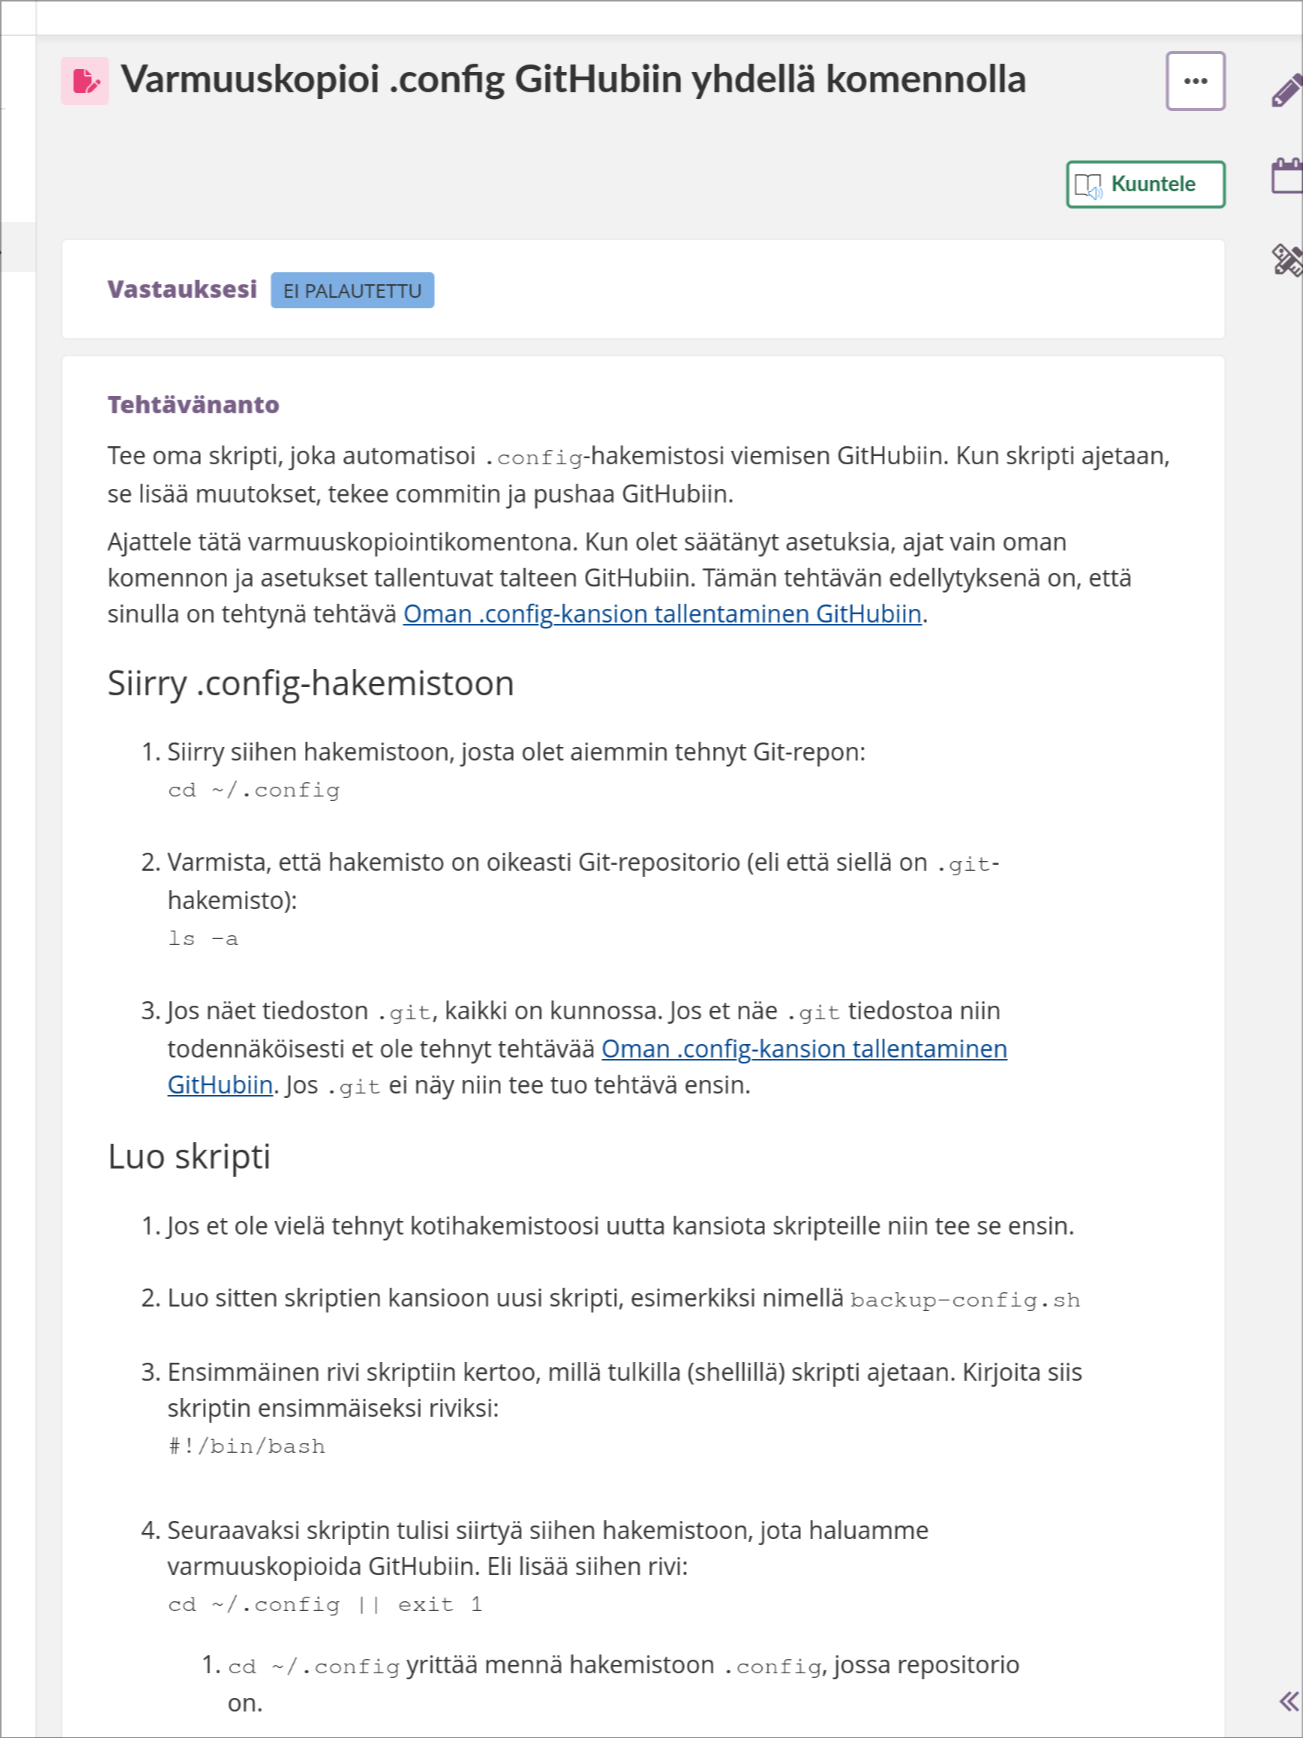 Varmuuskopioi .config GitHubiin yhdellä komennolla
Kuuntele
Vastauksesi EI PALAUTETTU
Tehtävänanto
Tee oma skripti, joka automatisoi .config-hakemistosi viemisen GitHubiin. Kun skripti ajetaan,
se lisää muutokset, tekee commitin ja pushaa GitHubiin.
Ajattele tätä varmuuskopiointikomentona. Kun olet säätänyt asetuksia, ajat vain oman
komennon ja asetukset tallentuvat talteen GitHubiin. Tämän tehtävän edellytyksenä on, että
sinulla on tehtynä tehtävä Oman .config-kansion tallentaminen GitHubiin.
Siirry .config-hakemistoon
1. Siirry siihen hakemistoon, josta olet aiemmin tehnyt Git-repon:
cd ~/.config
2. Varmista, että hakemisto on oikeasti Git-repositorio (eli että siellä on .git-
hakemisto):
ls -a
3. Jos näet tiedoston .git, kaikki on kunnossa. Jos et näe .git tiedostoa niin
todennäköisesti et ole tehnyt tehtävää Oman .config-kansion tallentaminen
GitHubiin. Jos .git ei näy niin tee tuo tehtävä ensin.
Luo skripti
1. Jos et ole vielä tehnyt kotihakemistoosi uutta kansiota skripteille niin tee se ensin.
2. Luo sitten skriptien kansioon uusi skripti, esimerkiksi nimellä backup-config.sh
3. Ensimmäinen rivi skriptiin kertoo, millä tulkilla (shellillä) skripti ajetaan. Kirjoita siis
skriptin ensimmäiseksi riviksi:
#!/bin/bash
4. Seuraavaksi skriptin tulisi siirtyä siihen hakemistoon, jota haluamme
varmuuskopioida GitHubiin. Eli lisää siihen rivi:
cd ~/.config || exit 1
1. cd ~/.config yrittää mennä hakemistoon .config, jossa repositorio
on.